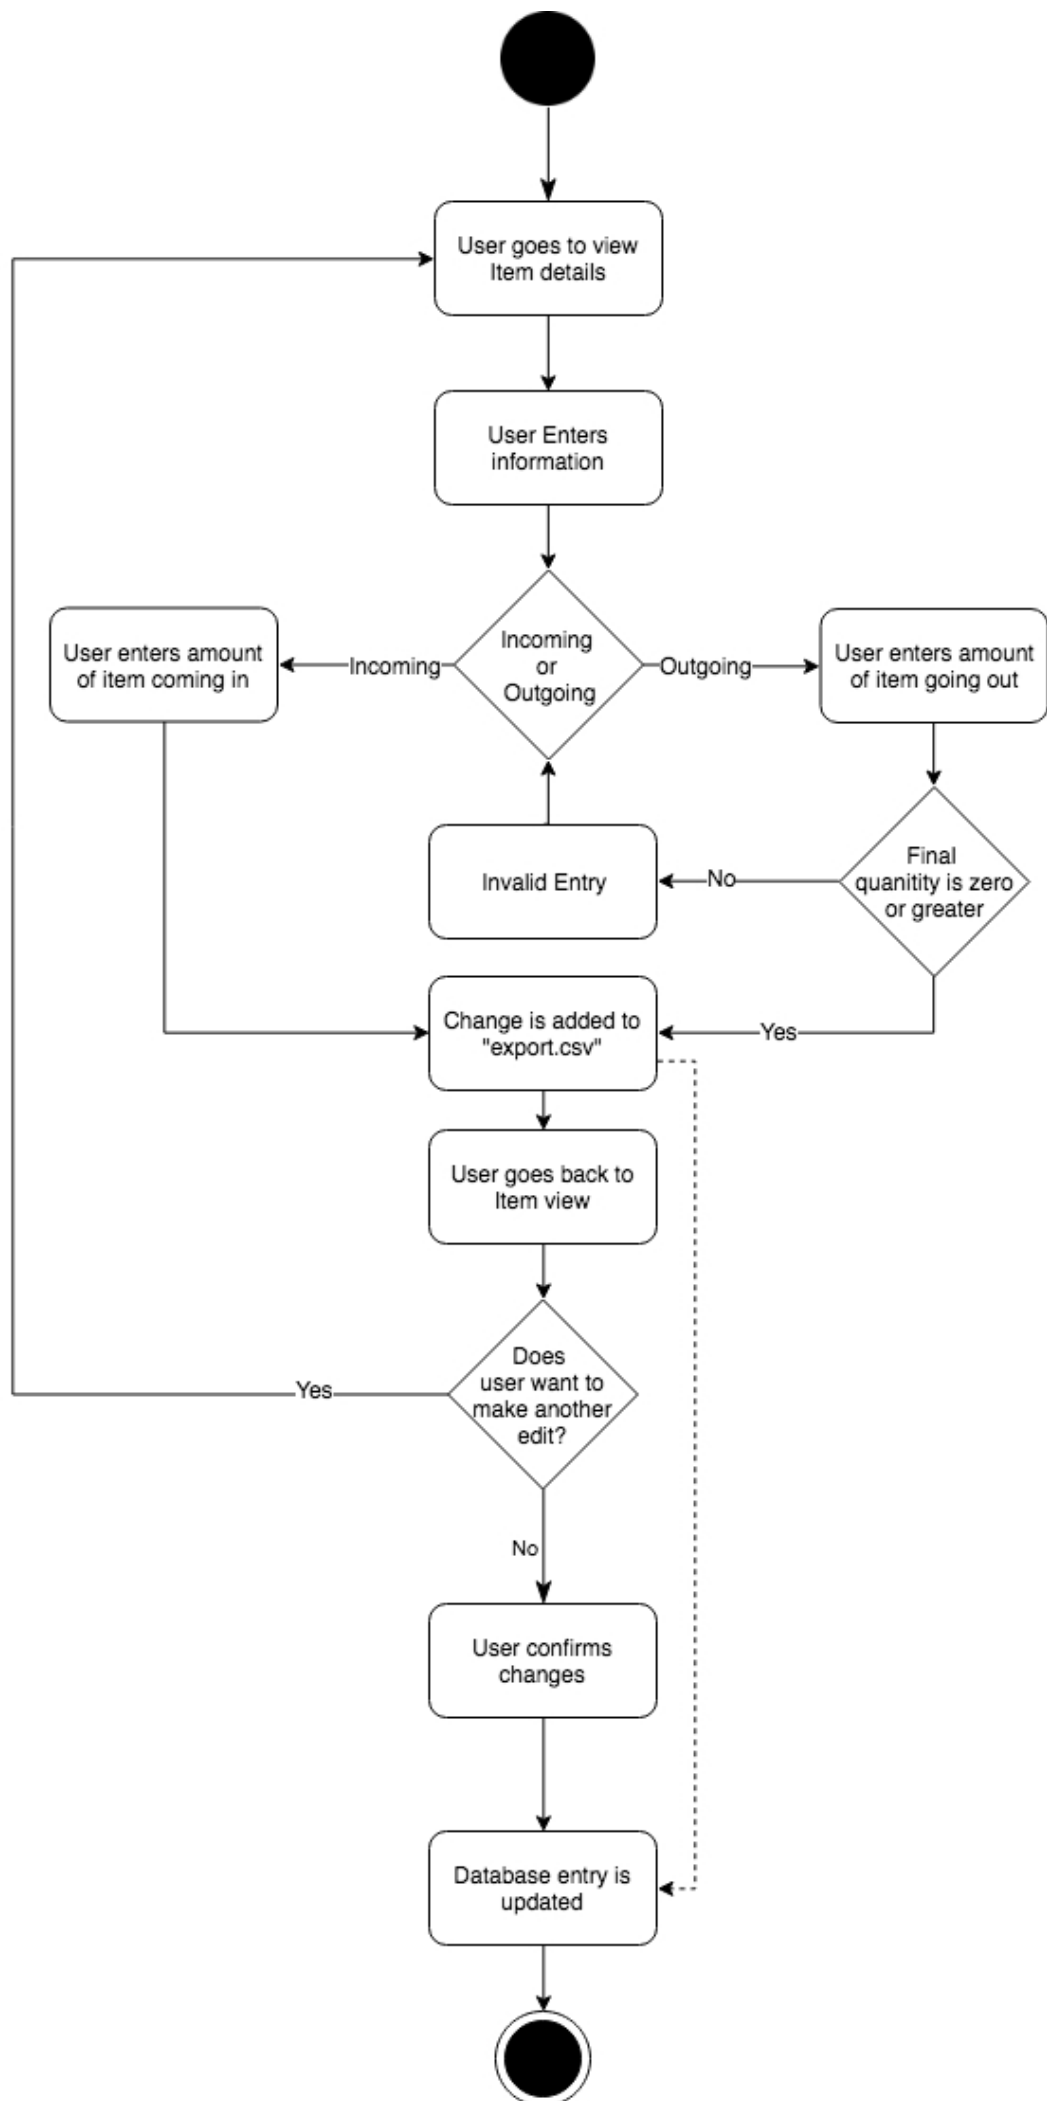 User goes to view
Item details
User Enters
information
Incoming
or
Outgoing
Incoming
Outgoing
User enters amount
of item coming in
User enters amount
of item going out
Final
quanitity is zero
or greater
No
Invalid Entry
Yes
Change is added to
"export.csv"
User goes back to
Item view
Does
user want to
make another
edit?
Yes
No
User confirms
changes
Database entry is
updated